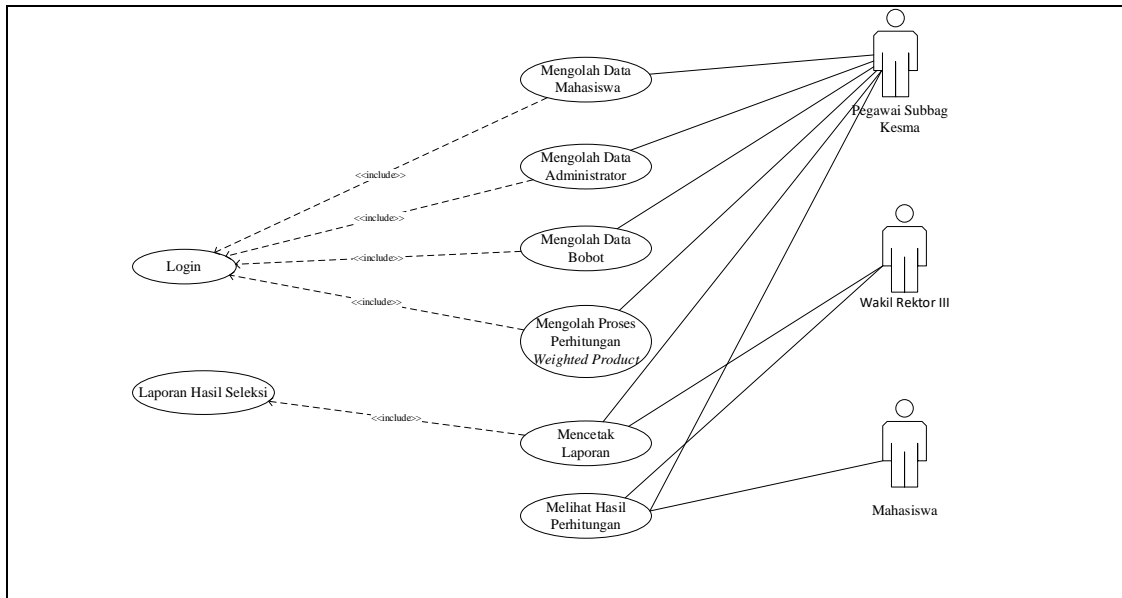 Mengolah Data
Mahasiswa
Pegawai Subbag
Kesma
<<include>>
Mengolah Data
Administrator
<<include>>
Mengolah Data
Bobot
<<include>>
Login
<<include>>
Wakil Rektor III
Mengolah Proses
Perhitungan
Weighted Product
Laporan Hasil Seleksi
<<include>>
Mencetak
Laporan
Melihat Hasil
Perhitungan
Mahasiswa